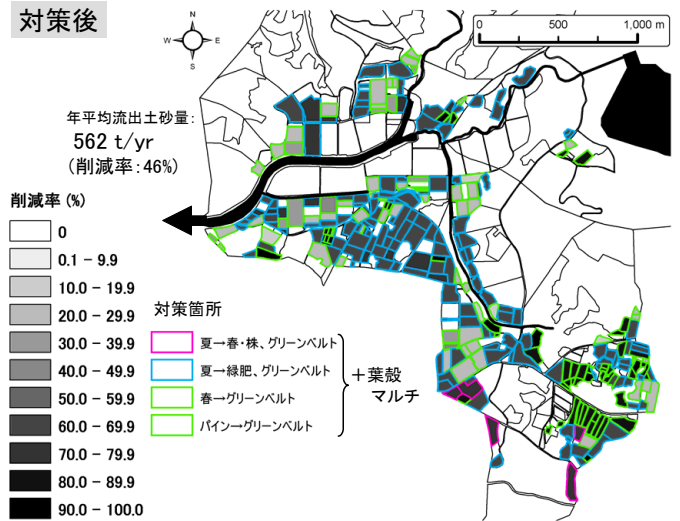 対策後
N
W
E
S
0
500
1,000 m
年平均流出土砂量:
562 t/yr
(削減率:46%)
削減率 (%)
0
0.1 – 9.9
10.0 – 19.9
20.0 – 29.9
30.0 – 39.9
40.0 – 49.9
50.0 – 59.9
60.0 – 69.9
70.0 – 79.9
80.0 – 89.9
90.0 – 100.0
対策箇所
夏→春・株、グリーンベルト
夏→緑肥、グリーンベルト
春→グリーンベルト
パイン→グリーンベルト
+葉殻
マルチ